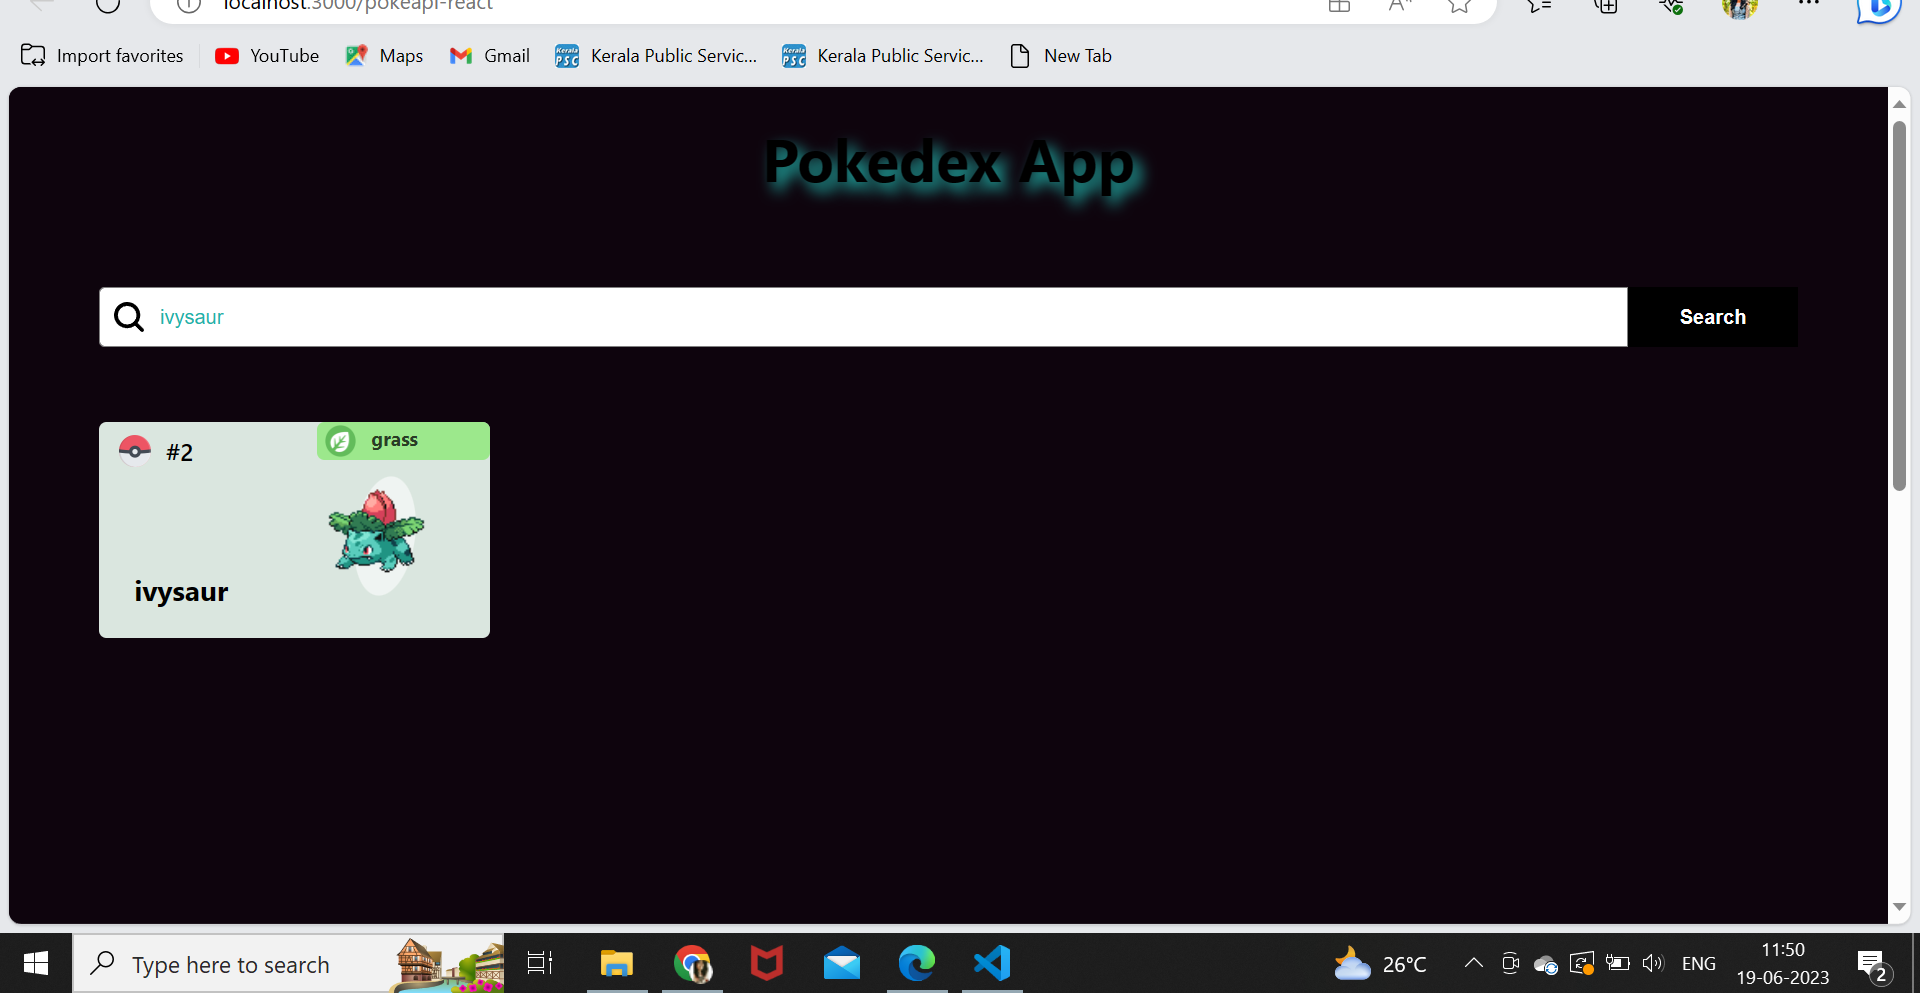 localhost:3000/pokeapi-react
Import favorites YouTube Maps Gmail Kerala Public Servic... Kerala Public Servic... New Tab
Pokedex App
ivysaur Search
#2 grass
ivysaur
Type here to search 26°C ENG 11:50
19-06-2023 2